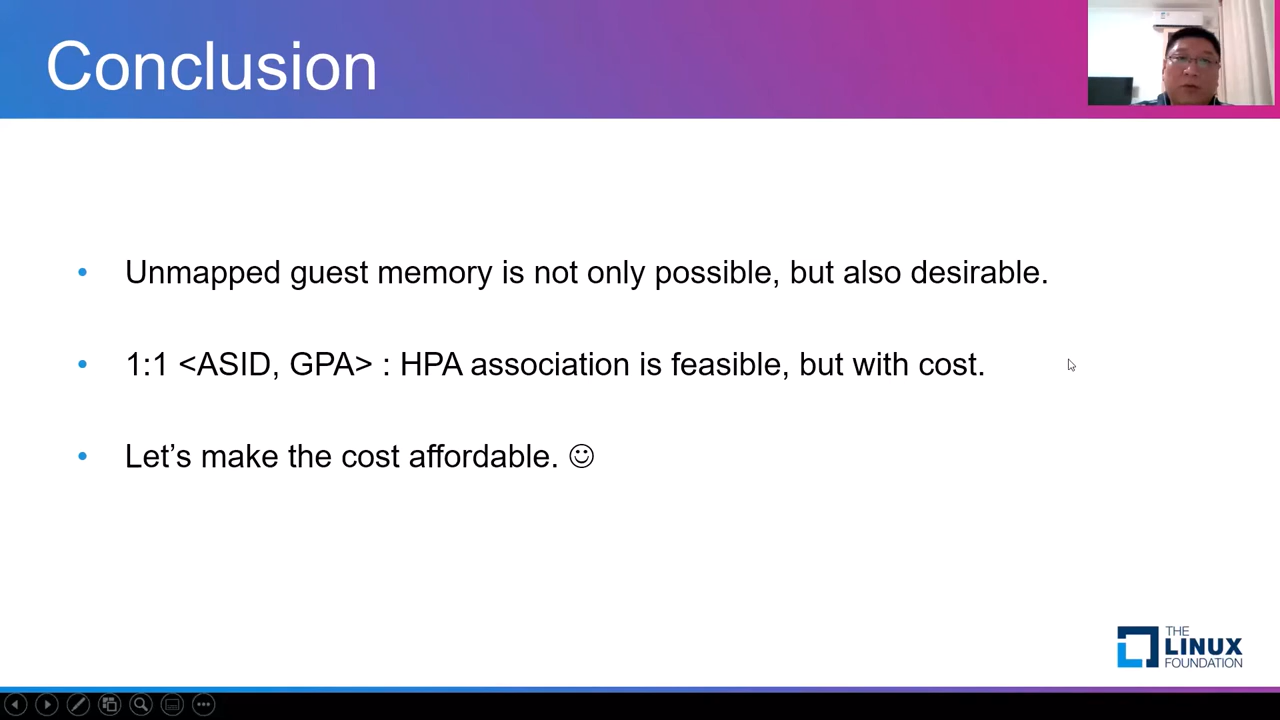 Conclusion
• Unmapped guest memory is not only possible, but also desirable.
• 1:1 <ASID, GPA> : HPA association is feasible, but with cost.
• Let’s make the cost affordable. ☺
THE
LINUX
FOUNDATION